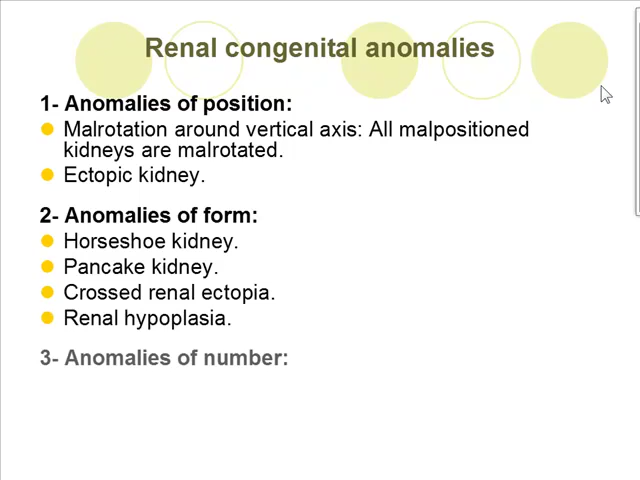 Renal congenital anomalies
1- Anomalies of position:
Malrotation around vertical axis: All malpositioned
kidneys are malrotated.
Ectopic kidney.
2- Anomalies of form:
Horseshoe kidney.
Pancake kidney.
Crossed renal ectopia.
Renal hypoplasia.
3- Anomalies of number: